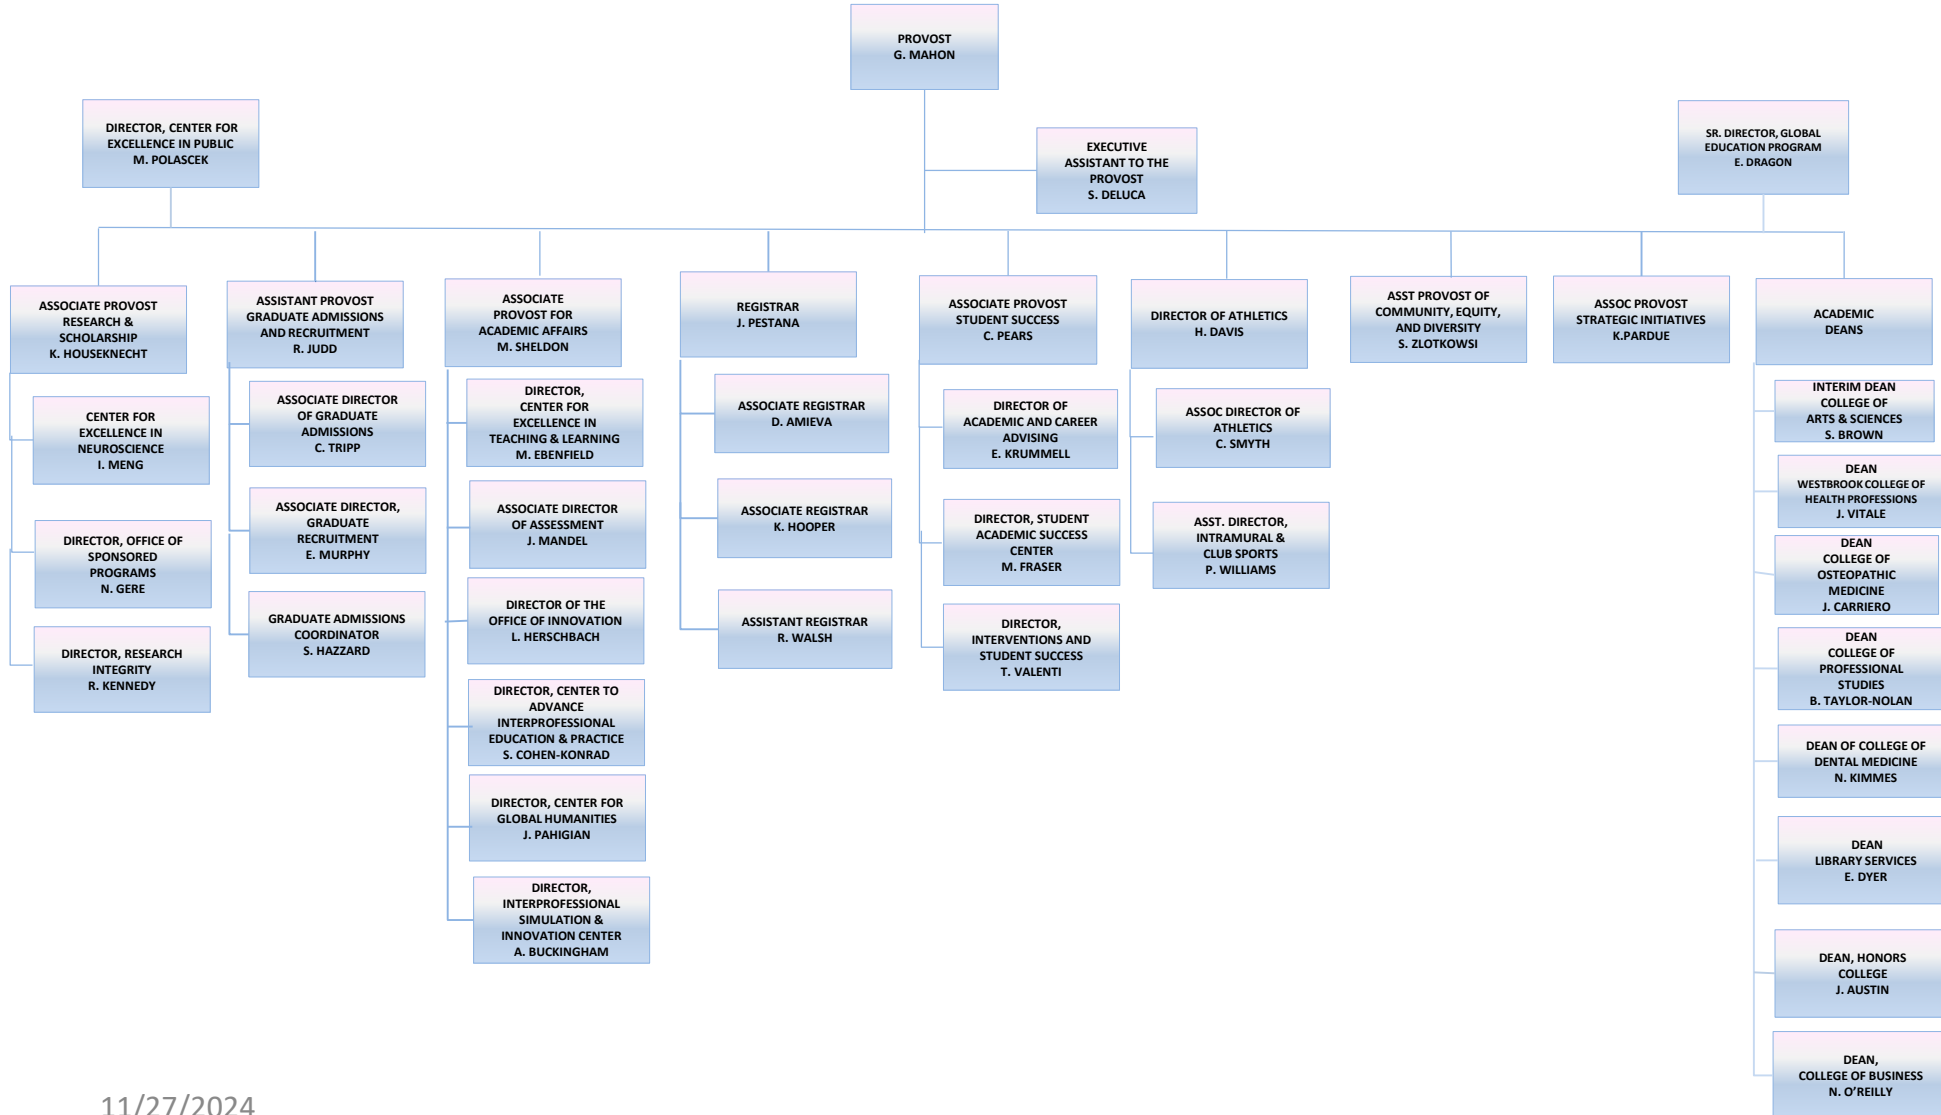 PROVOST
G. MAHON
DIRECTOR, CENTER FOR
EXCELLENCE IN PUBLIC
M. POLASCEK
EXECUTIVE
ASSISTANT TO THE
PROVOST
S. DELUCA
SR. DIRECTOR, GLOBAL
EDUCATION PROGRAM
E. DRAGON
ASSOCIATE PROVOST
RESEARCH &
SCHOLARSHIP
K. HOUSEKNECHT
CENTER FOR
EXCELLENCE IN
NEUROSCIENCE
I. MENG
DIRECTOR, OFFICE OF
SPONSORED
PROGRAMS
N. GERE
DIRECTOR, RESEARCH
INTEGRITY
R. KENNEDY
ASSISTANT PROVOST
GRADUATE ADMISSIONS
AND RECRUITMENT
R. JUDD
ASSOCIATE DIRECTOR
OF GRADUATE
ADMISSIONS
C. TRIPP
ASSOCIATE DIRECTOR,
GRADUATE
RECRUITMENT
E. MURPHY
GRADUATE ADMISSIONS
COORDINATOR
S. HAZZARD
ASSOCIATE
PROVOST FOR
ACADEMIC AFFAIRS
M. SHELDON
DIRECTOR,
CENTER FOR
EXCELLENCE IN
TEACHING & LEARNING
M. EBENFIELD
ASSOCIATE DIRECTOR
OF ASSESSMENT
J. MANDEL
DIRECTOR OF THE
OFFICE OF INNOVATION
L. HERSCHBACH
DIRECTOR, CENTER TO
ADVANCE
INTERPROFESSIONAL
EDUCATION & PRACTICE
S. COHEN-KONRAD
DIRECTOR, CENTER FOR
GLOBAL HUMANITIES
J. PAHIGIAN
DIRECTOR,
INTERPROFESSIONAL
SIMULATION &
INNOVATION CENTER
A. BUCKINGHAM
REGISTRAR
J. PESTANA
ASSOCIATE REGISTRAR
D. AMIEVA
ASSOCIATE REGISTRAR
K. HOOPER
ASSISTANT REGISTRAR
R. WALSH
ASSOCIATE PROVOST
STUDENT SUCCESS
C. PEARS
DIRECTOR OF
ACADEMIC AND CAREER
ADVISING
E. KRUMMELL
DIRECTOR, STUDENT
ACADEMIC SUCCESS
CENTER
M. FRASER
DIRECTOR,
INTERVENTIONS AND
STUDENT SUCCESS
T. VALENTI
DIRECTOR OF ATHLETICS
H. DAVIS
ASSOC DIRECTOR OF
ATHLETICS
C. SMYTH
ASST. DIRECTOR,
INTRAMURAL &
CLUB SPORTS
P. WILLIAMS
ASST PROVOST OF
COMMUNITY, EQUITY,
AND DIVERSITY
S. ZLOTKOWSI
ASSOC PROVOST
STRATEGIC INITIATIVES
K.PARDUE
ACADEMIC
DEANS
INTERIM DEAN
COLLEGE OF
ARTS & SCIENCES
S. BROWN
DEAN
WESTBROOK COLLEGE OF
HEALTH PROFESSIONS
J. VITALE
DEAN
COLLEGE OF
OSTEOPATHIC
MEDICINE
J. CARRIERO
DEAN
COLLEGE OF
PROFESSIONAL
STUDIES
B. TAYLOR-NOLAN
DEAN OF COLLEGE OF
DENTAL MEDICINE
N. KIMMES
DEAN
LIBRARY SERVICES
E. DYER
DEAN, HONORS
COLLEGE
J. AUSTIN
DEAN,
COLLEGE OF BUSINESS
N. O’REILLY
11/27/2024